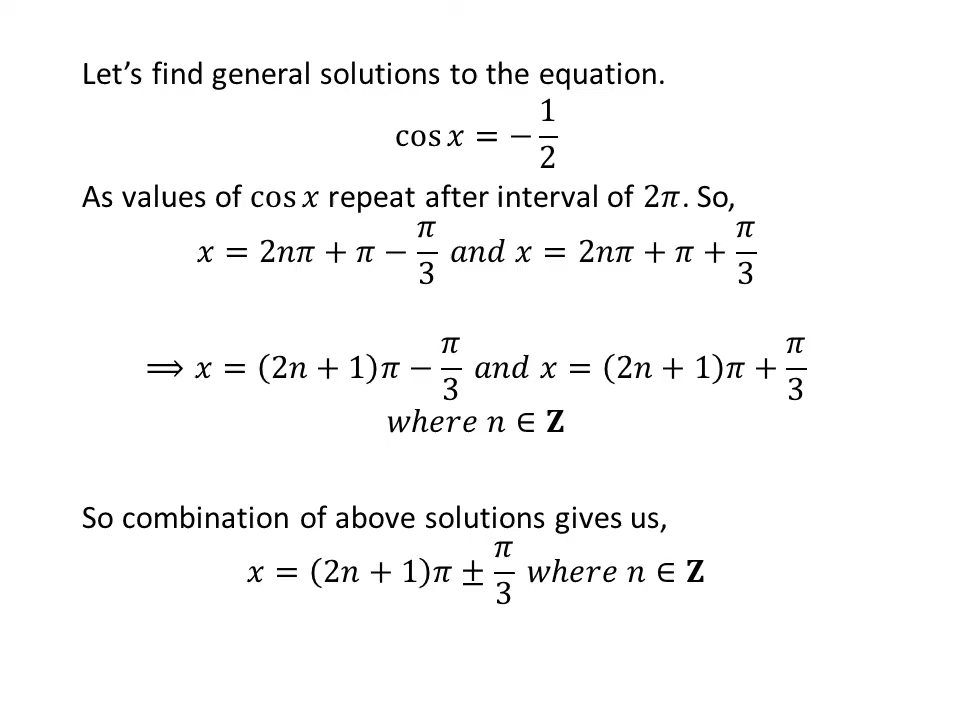 Let’s find general solutions to the equation.
cos 𝑥 = −1/2
As values of cos 𝑥 repeat after interval of 2𝜋. So,
𝑥 = 2𝑛𝜋 + 𝜋 − 𝜋/3 𝑎𝑛𝑑 𝑥 = 2𝑛𝜋 + 𝜋 + 𝜋/3
⟹ 𝑥 = (2𝑛 + 1)𝜋 − 𝜋/3 𝑎𝑛𝑑 𝑥 = (2𝑛 + 1)𝜋 + 𝜋/3
𝑤ℎ𝑒𝑟𝑒 𝑛 ∈ 𝐙
So combination of above solutions gives us,
𝑥 = (2𝑛 + 1)𝜋 ± 𝜋/3 𝑤ℎ𝑒𝑟𝑒 𝑛 ∈ 𝐙